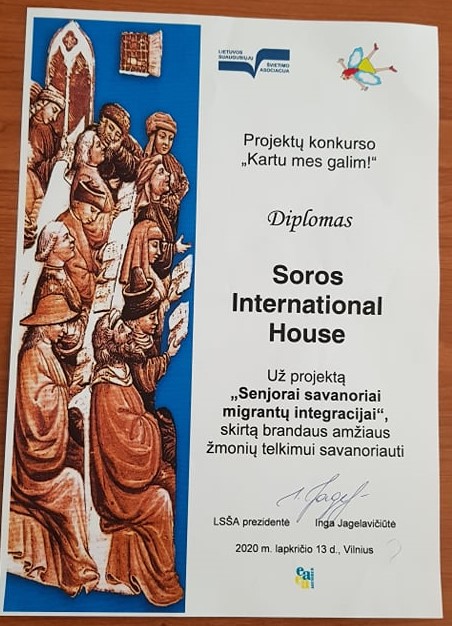 LIETUVOS
SUAUGUSIŲJŲ
ŠVIETIMO
ASOCIACIJA
Projektų konkurso
„Kartu mes galim!“
Diplomas
Soros
International
House
Už projektą
„Senjorai savanoriai
migrantų integracijai“,
skirtą brandaus amžiaus
žmonių telkimui savanoriauti
LSŠA prezidentė Inga Jagelavičiūtė
2020 m. lapkričio 13 d., Vilnius